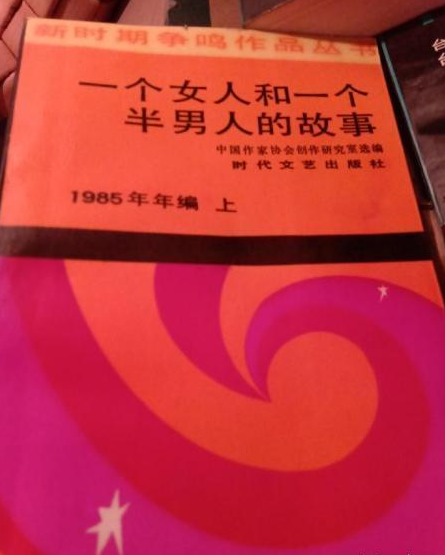 新时期争鸣作品丛书
一个女人和一个
半男人的故事
中国作家协会创作研究室选编
时代文艺出版社
1985年年编 上
台